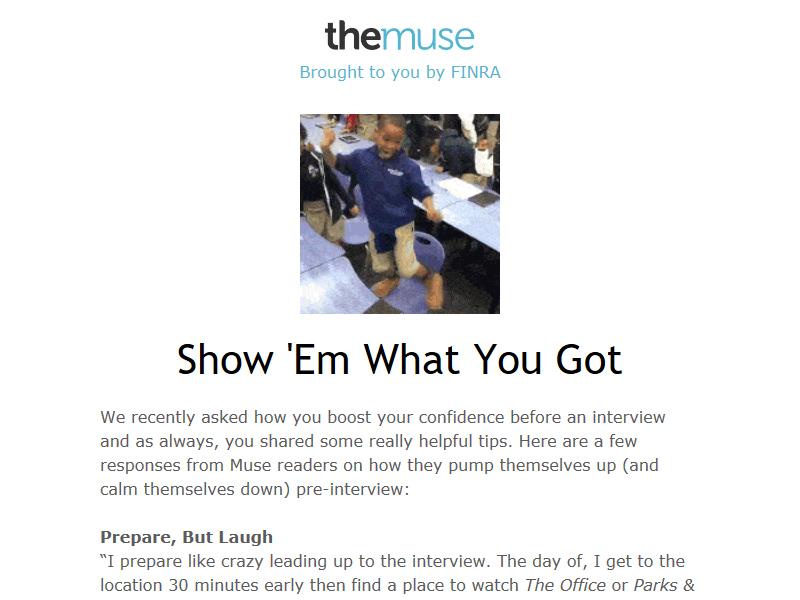 themuse
Brought to you by FINRA
Show 'Em What You Got
We recently asked how you boost your confidence before an interview
and as always, you shared some really helpful tips. Here are a few
responses from Muse readers on how they pump themselves up (and
calm themselves down) pre-interview:
Prepare, But Laugh
“I prepare like crazy leading up to the interview. The day of, I get to the
location 30 minutes early then find a place to watch The Office or Parks &